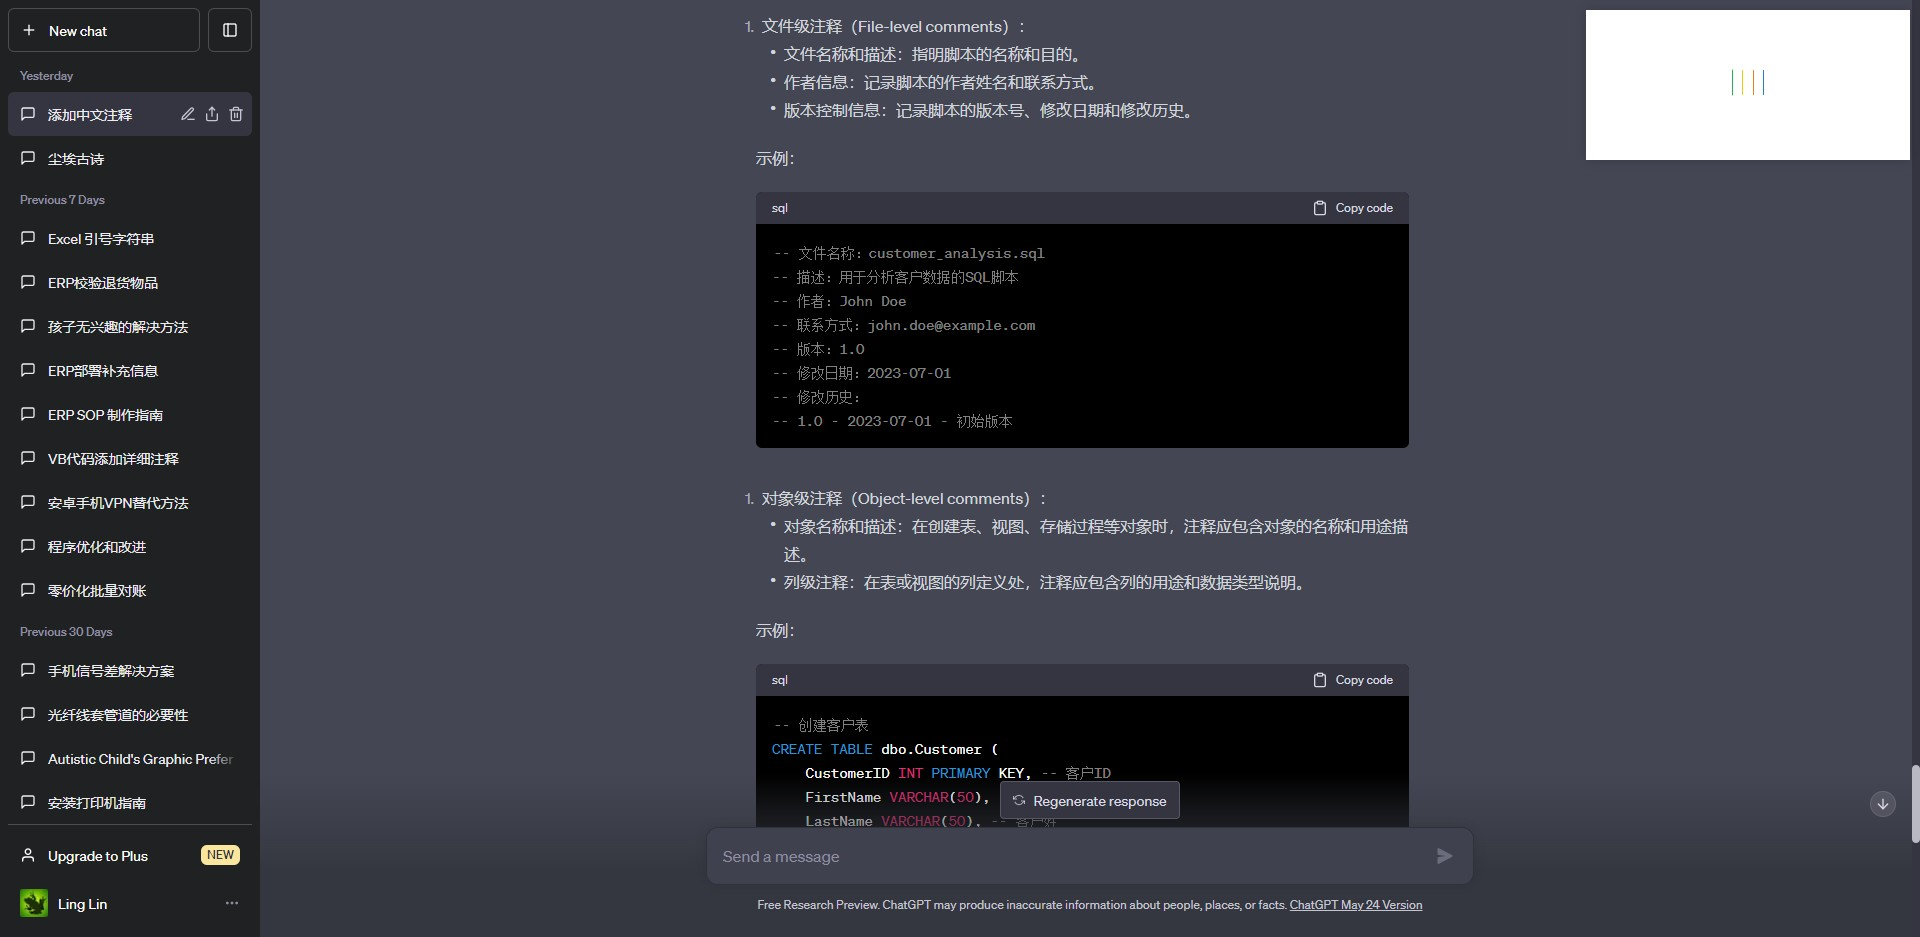 New chat
Yesterday
添加中文注释
尘埃古诗
Previous 7 Days
Excel 引号字符串
ERP校验退货物品
孩子无兴趣的解决方法
ERP部署补充信息
ERP SOP 制作指南
VB代码添加详细注释
安卓手机VPN替代方法
程序优化和改进
零价化批量对账
Previous 30 Days
手机信号差解决方案
光纤线套管道的必要性
Autistic Child's Graphic Prefer
安装打印机指南
Upgrade to Plus NEW
Ling Lin
1. 文件级注释（File-level comments）：
• 文件名称和描述：指明脚本的名称和目的。
• 作者信息：记录脚本的作者姓名和联系方式。
• 版本控制信息：记录脚本的版本号、修改日期和修改历史。
示例：
sql Copy code
-- 文件名称：customer_analysis.sql
-- 描述：用于分析客户数据的SQL脚本
-- 作者：John Doe
-- 联系方式：john.doe@example.com
-- 版本：1.0
-- 修改日期：2023-07-01
-- 修改历史：
-- 1.0 - 2023-07-01 - 初始版本
1. 对象级注释（Object-level comments）：
• 对象名称和描述：在创建表、视图、存储过程等对象时，注释应包含对象的名称和用途描
述。
• 列级注释：在表或视图的列定义处，注释应包含列的用途和数据类型说明。
示例：
sql Copy code
-- 创建客户表
CREATE TABLE dbo.Customer (
CustomerID INT PRIMARY KEY, -- 客户ID
FirstName VARCHAR(50),
LastName VARCHAR(50), -- 客户姓
Regenerate response
Send a message
Free Research Preview. ChatGPT may produce inaccurate information about people, places, or facts. ChatGPT May 24 Version